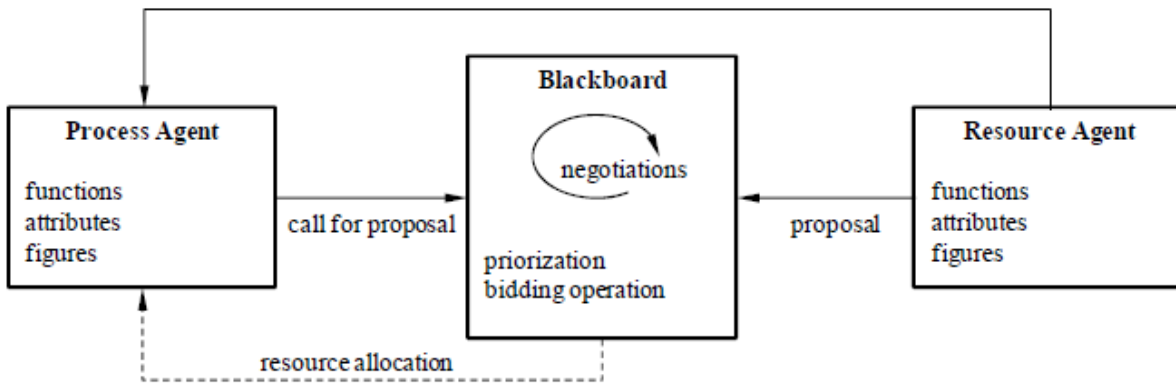 Blackboard
negotiations
priorization
bidding operation
Process Agent
functions
attributes
figures
call for proposal
Resource Agent
functions
attributes
figures
proposal
resource allocation